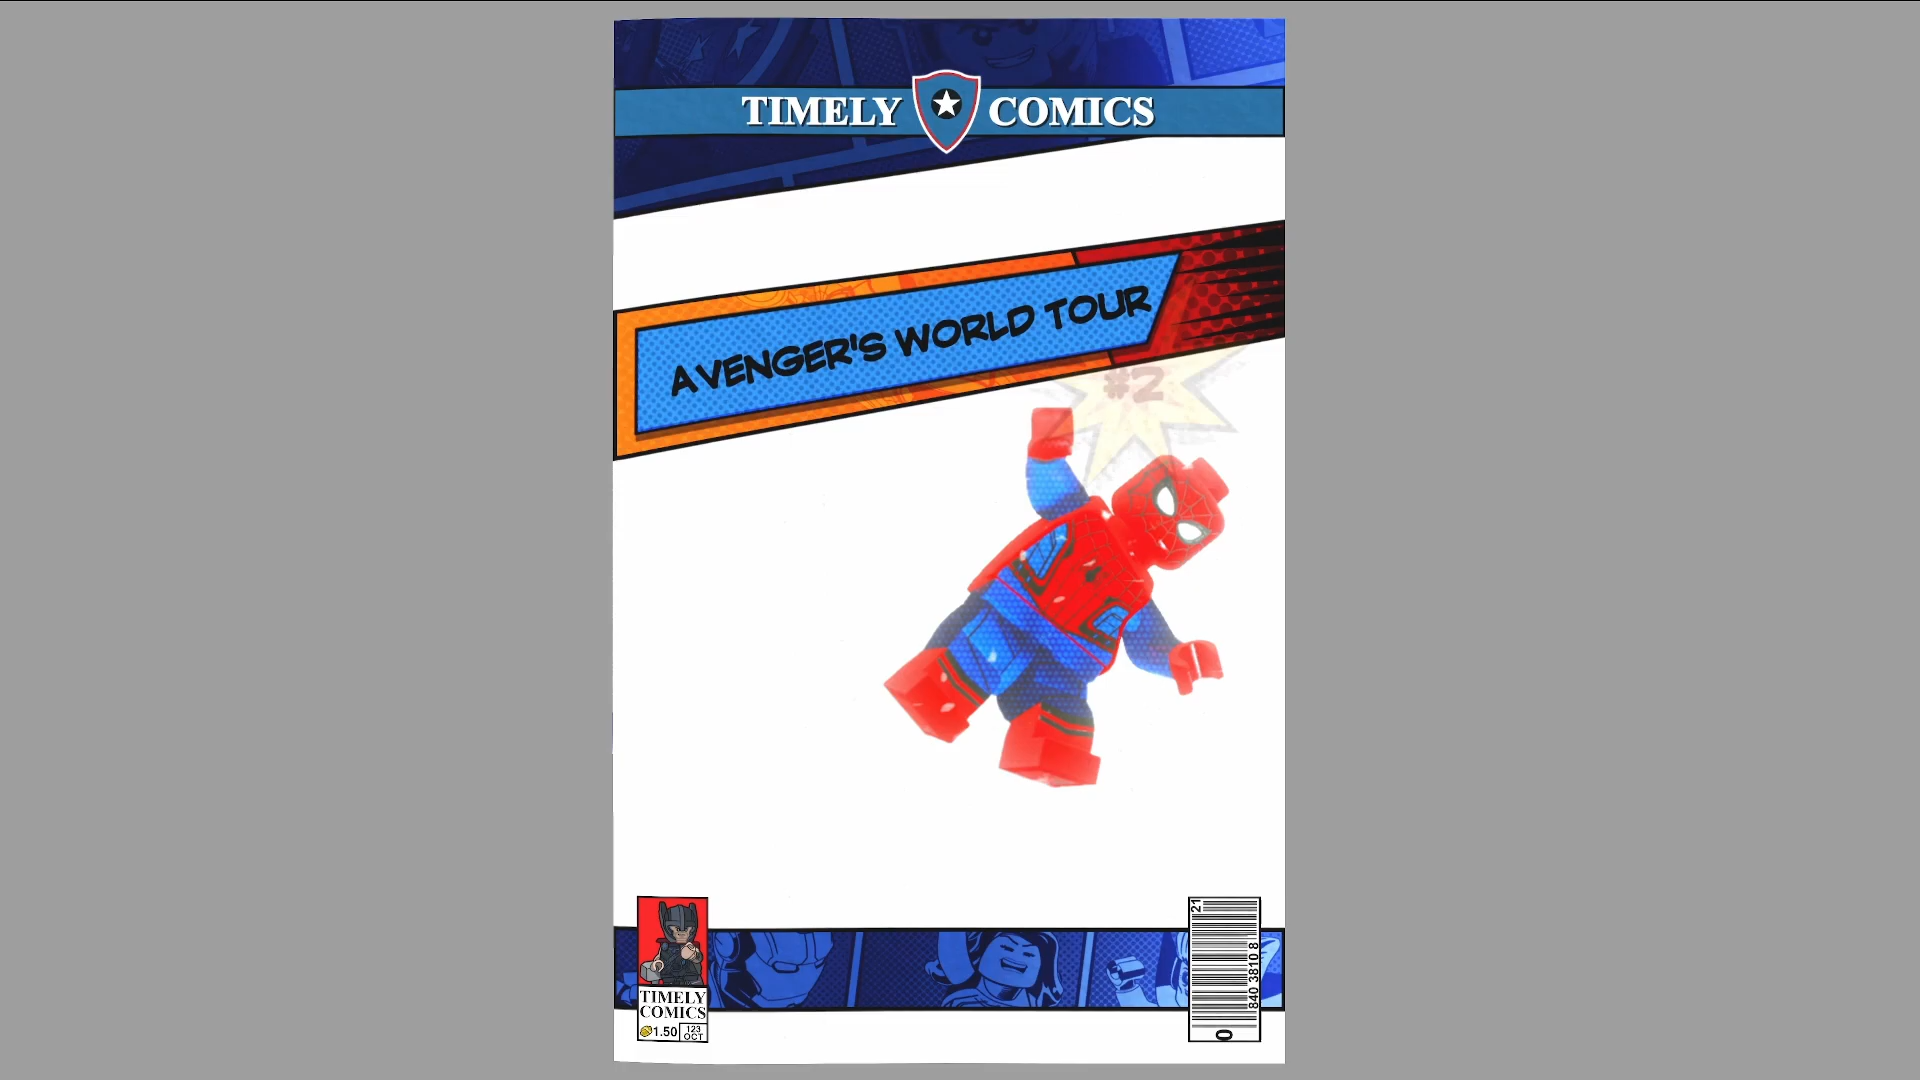 TIMELY COMICS
AVENGER'S WORLD TOUR
#2
TIMELY
COMICS
1.50
123
OCT
21
840 3810 8
0